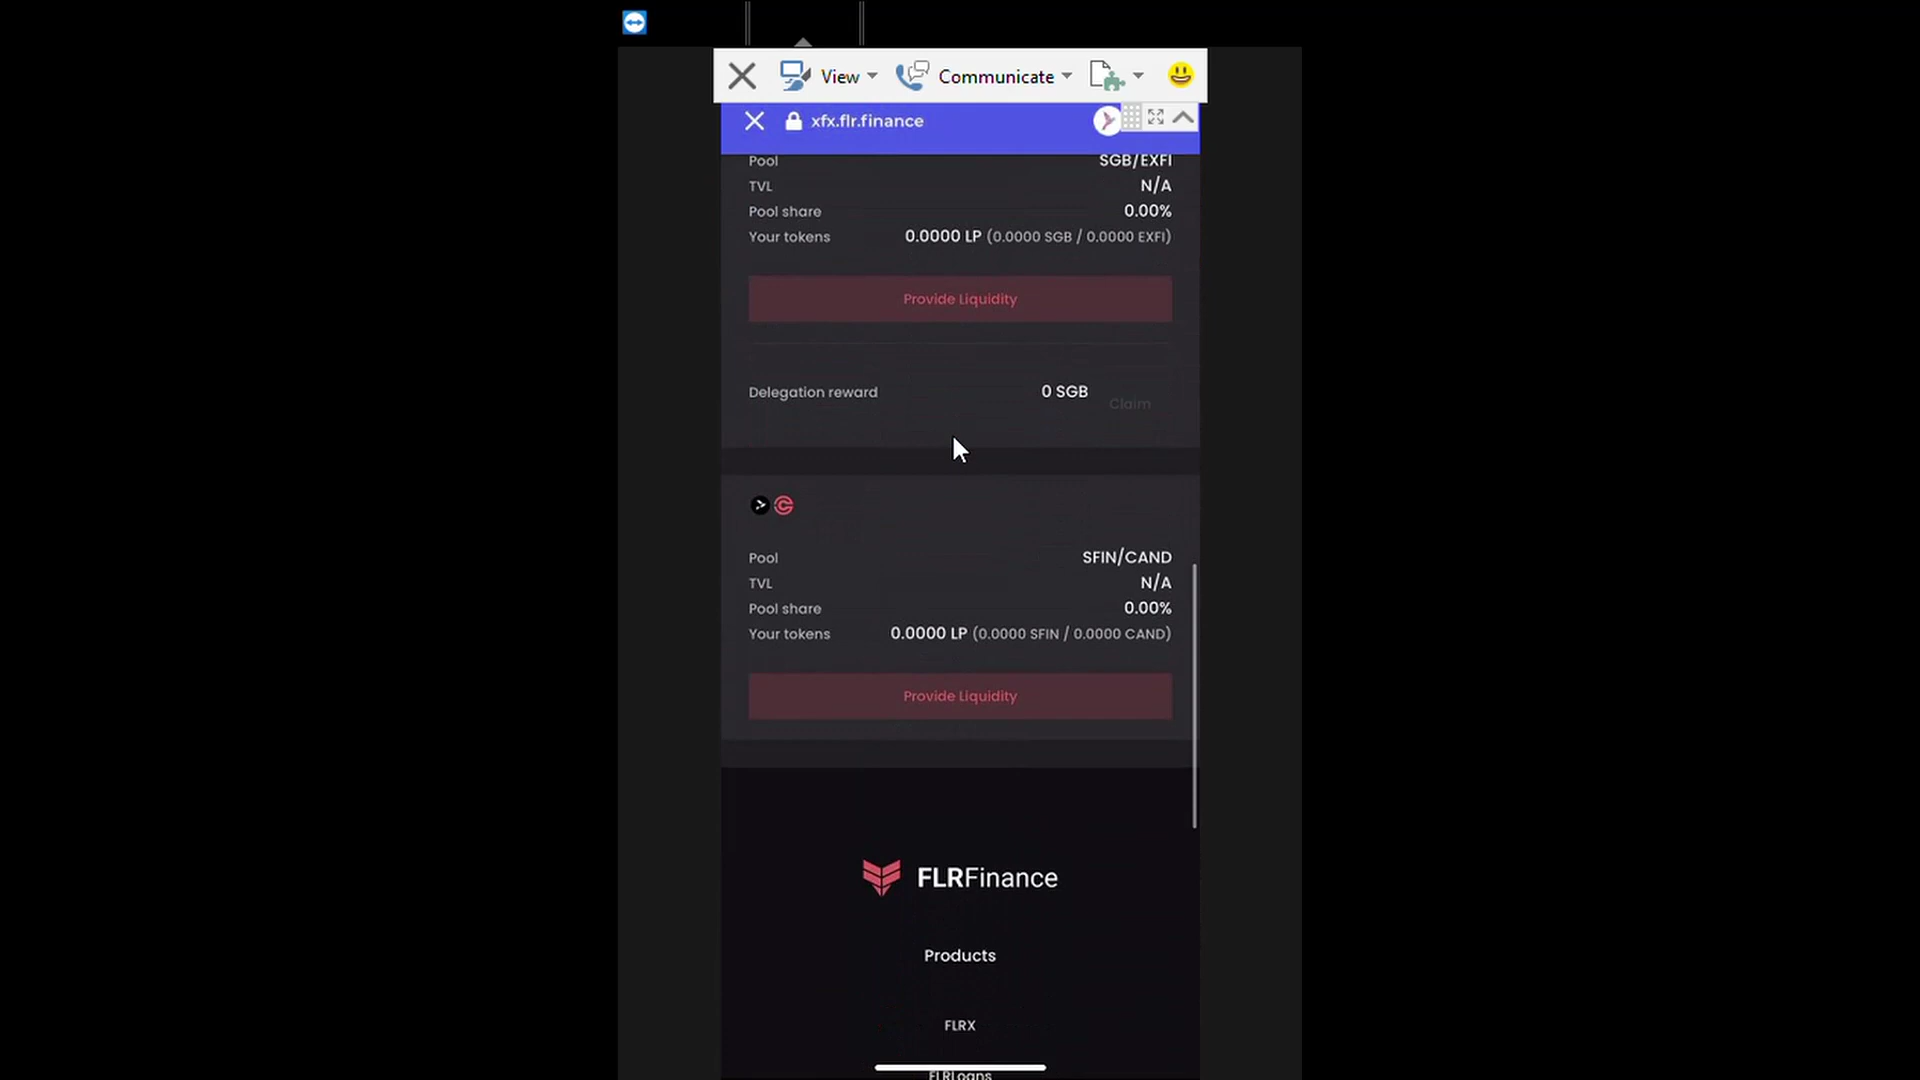 View
Communicate
xfx.flr.finance
Pool SGB/EXFI
TVL N/A
Pool share 0.00%
Your tokens 0.0000 LP (0.0000 SGB / 0.0000 EXFI)
Provide Liquidity
Delegation reward 0 SGB
Claim
Pool SFIN/CAND
TVL N/A
Pool share 0.00%
Your tokens 0.0000 LP (0.0000 SFIN / 0.0000 CAND)
Provide Liquidity
FLRFinance
Products
FLRX
FLRLoans